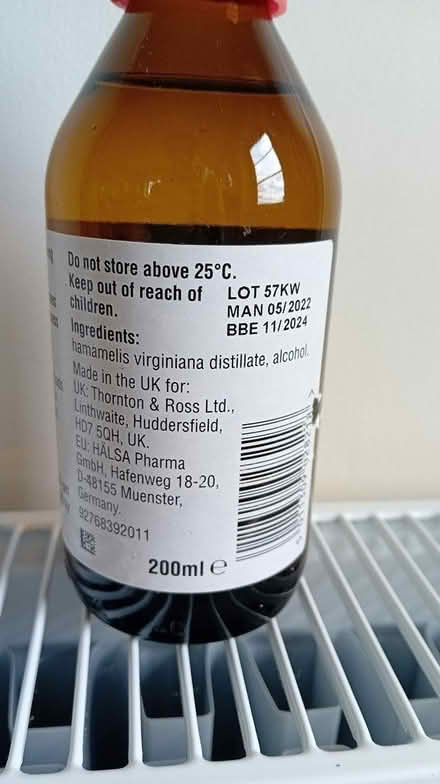 Do not store above 25°C.
Keep out of reach of
children.
LOT 57KW
MAN 05/2022
BBE 11/2024
Ingredients:
hamamelis virginiana distillate, alcohol.
Made in the UK for:
UK: Thornton & Ross Ltd.,
Linthwaite, Huddersfield,
HD7 5QH, UK.
EU: HÄLSA Pharma
GmbH, Hafenweg 18-20,
D-48155 Muenster,
Germany.
92768392011
200ml ℮